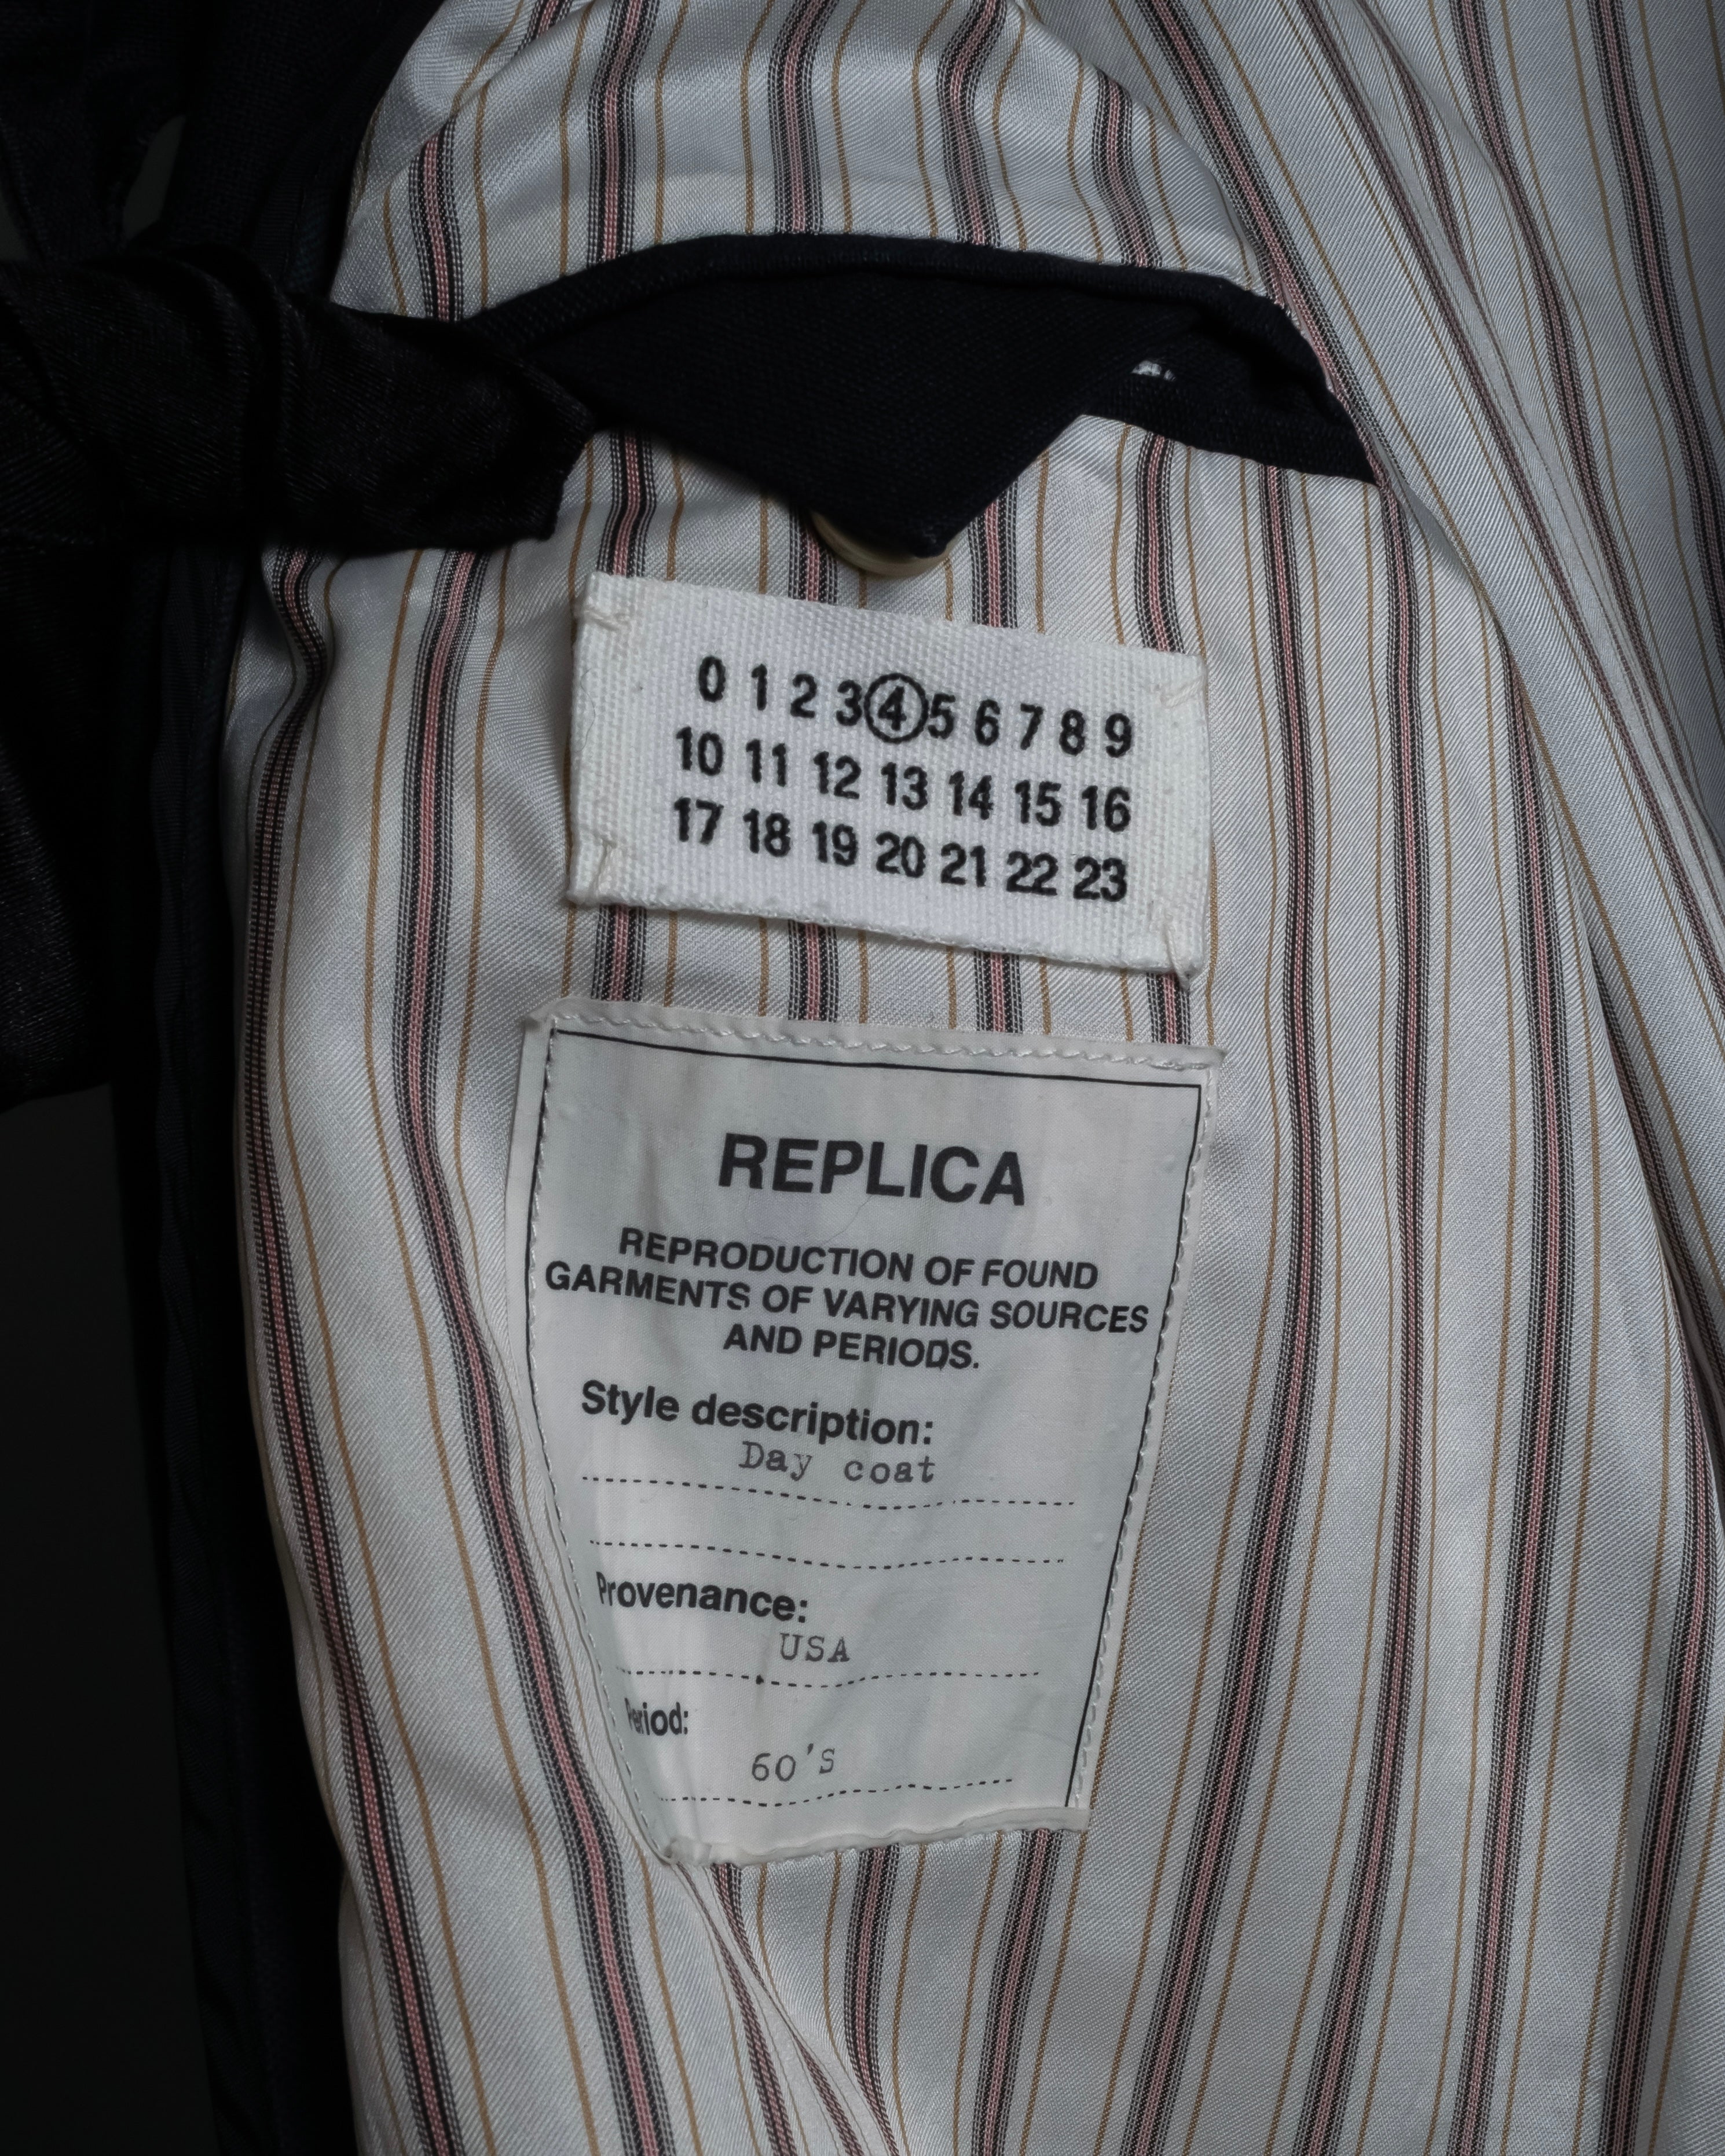 0 1 2 3 4 5 6 7 8 9
10 11 12 13 14 15 16
17 18 19 20 21 22 23
REPLICA
REPRODUCTION OF FOUND
GARMENTS OF VARYING SOURCES
AND PERIODS.
Style description:
Day coat
Provenance:
USA
Period:
60'S